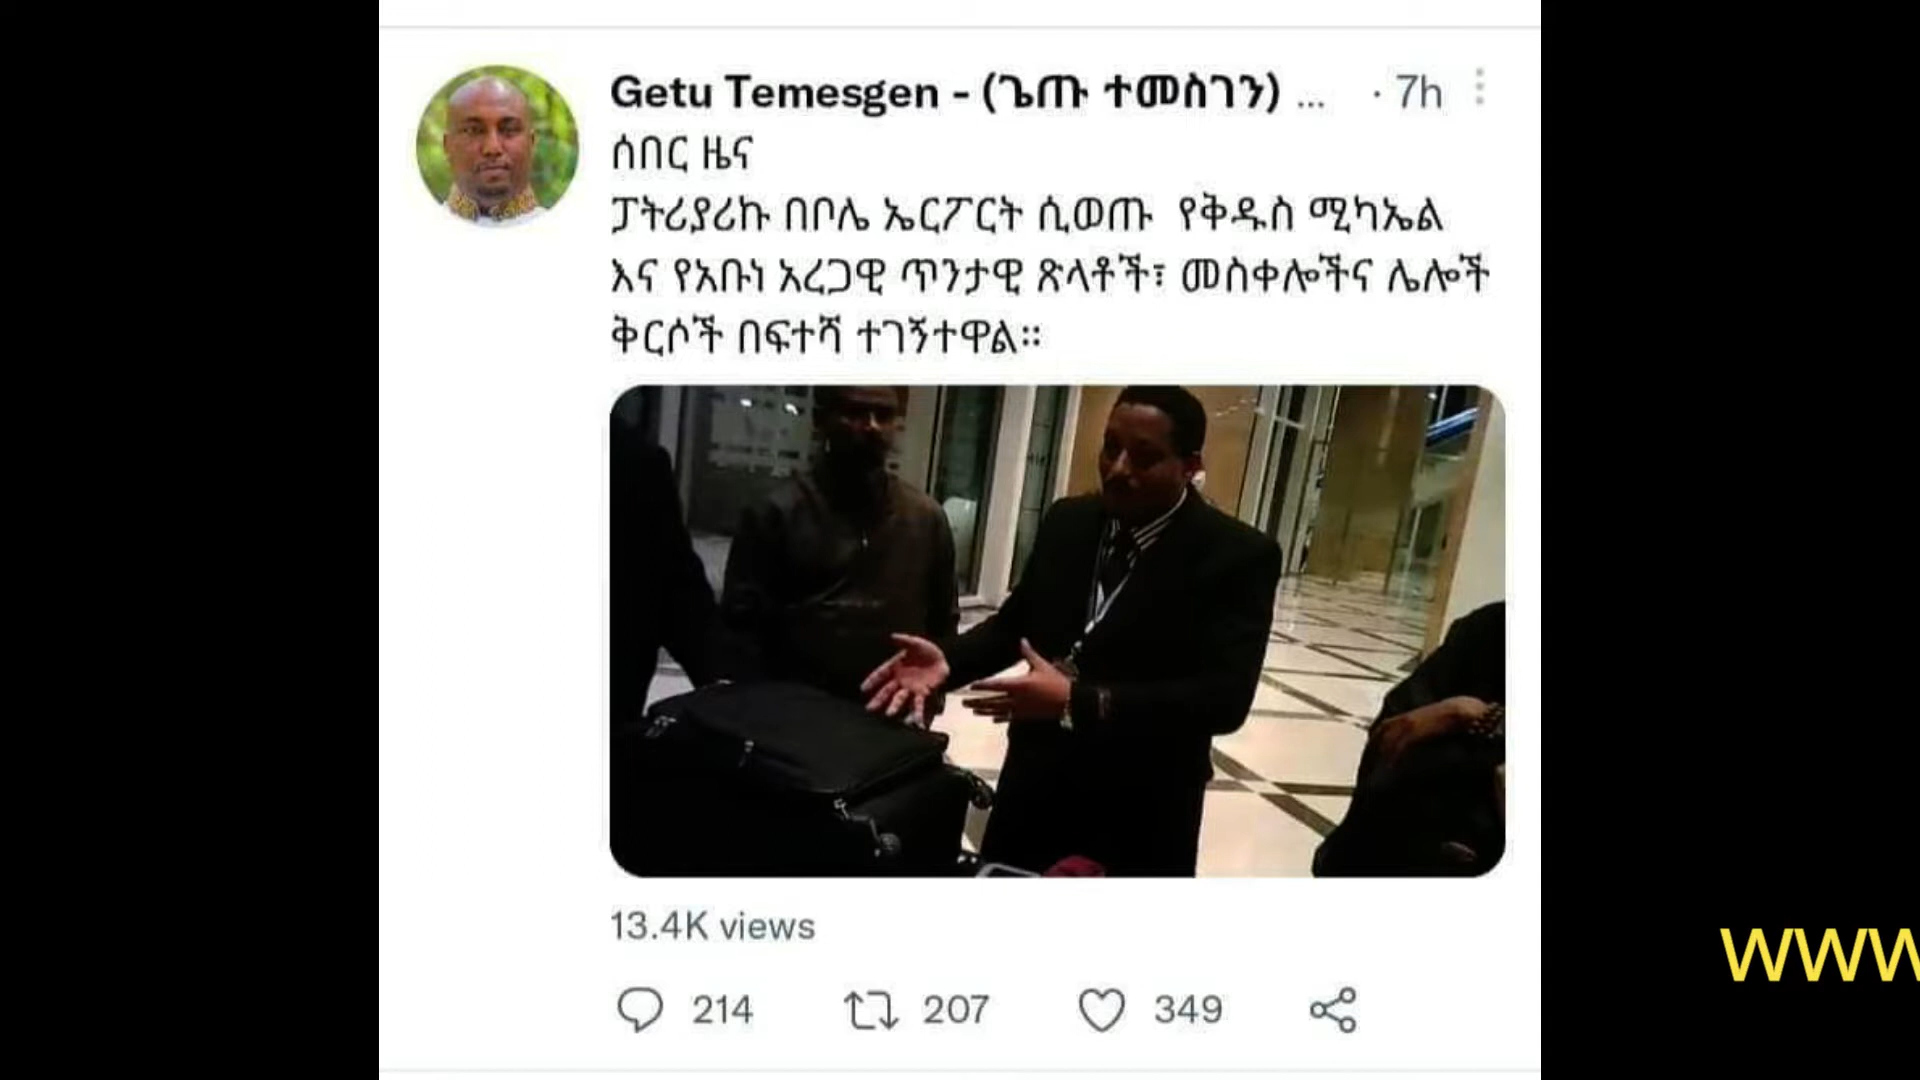 Getu Temesgen - (ጌጡ ተመስገን) ... · 7h
ሰበር ዜና
ፓትሪያሪኩ በቦሌ ኤርፖርት ሲወጡ የቅዱስ ሚካኤል
እና የአቡነ አረጋዊ ጥንታዊ ጽላቶች፣ መስቀሎችና ሌሎች
ቅርሶች በፍተሻ ተገኝተዋል።
13.4K views
214 207 349
www